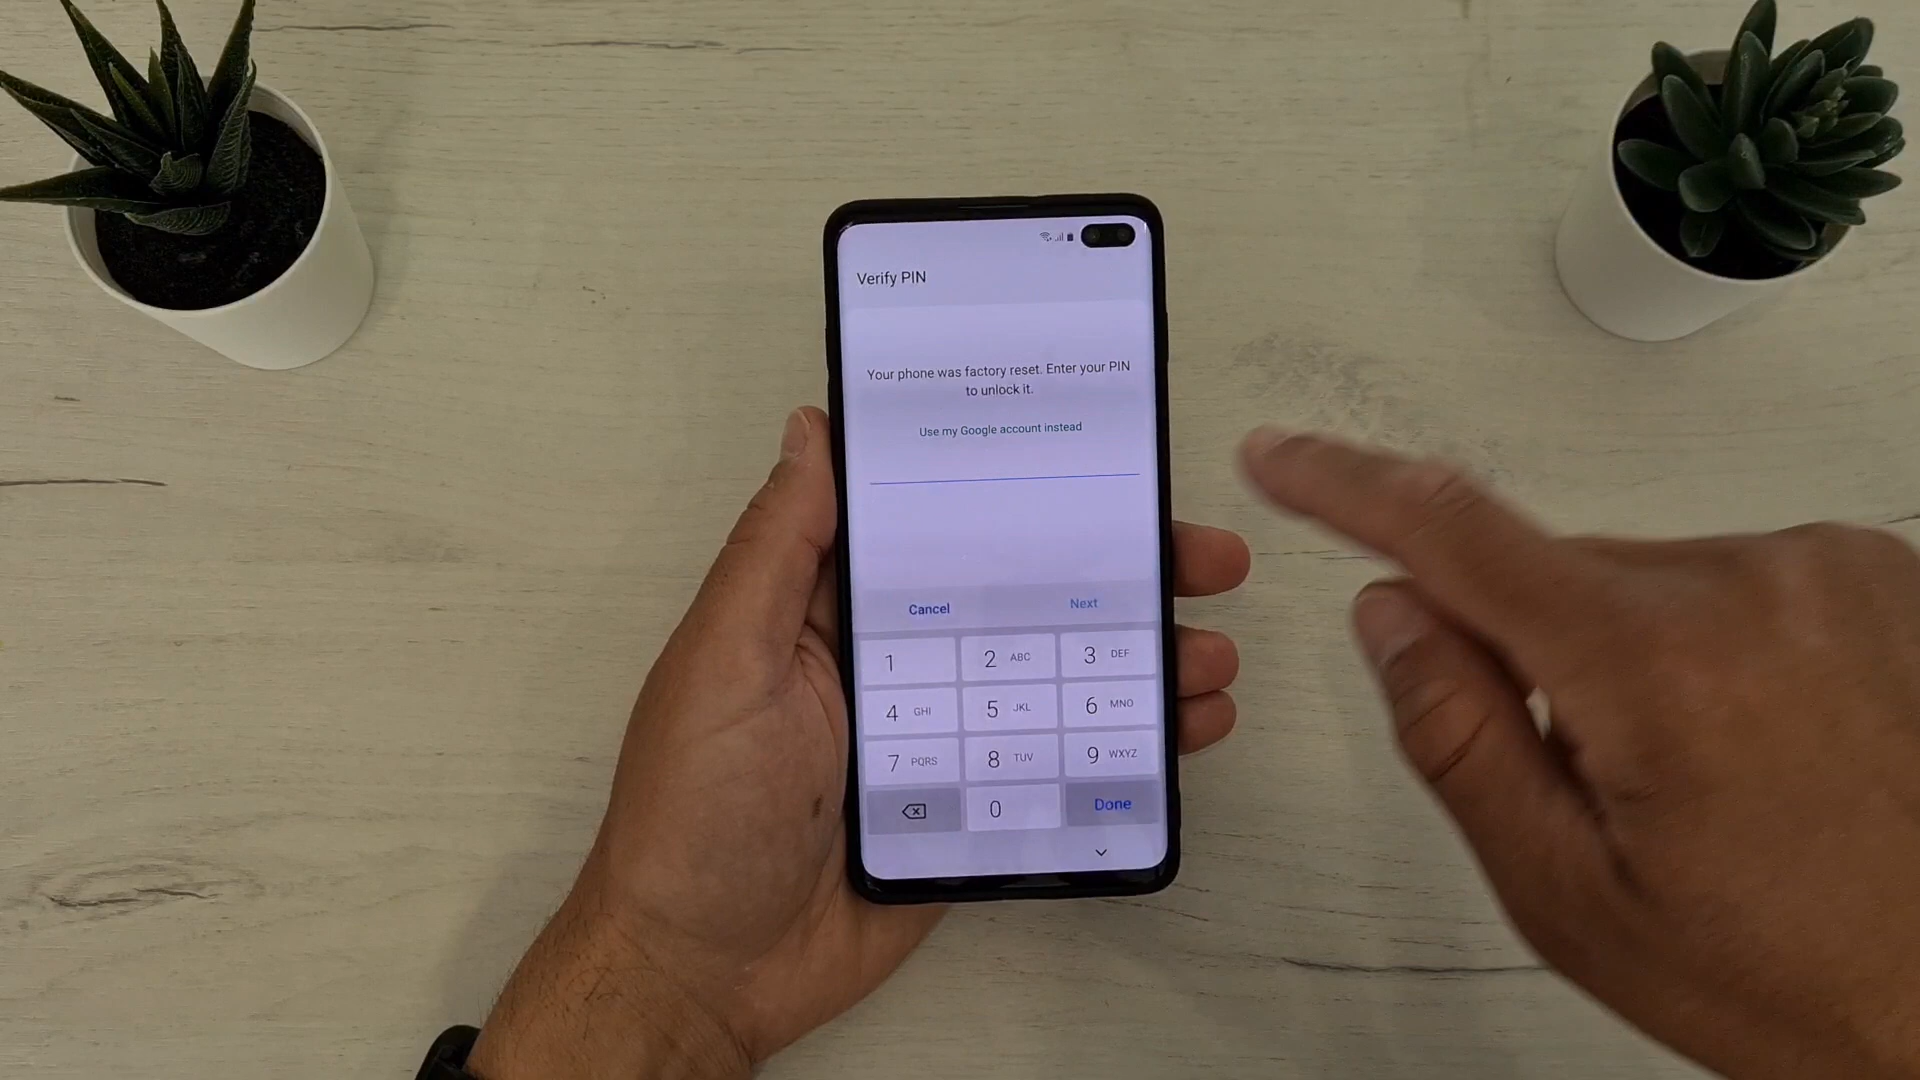 Verify PIN
Your phone was factory reset. Enter your PIN
to unlock it.
Use my Google account instead
Cancel Next
1 2 ABC 3 DEF
4 GHI 5 JKL 6 MNO
7 PQRS 8 TUV 9 WXYZ
0 Done